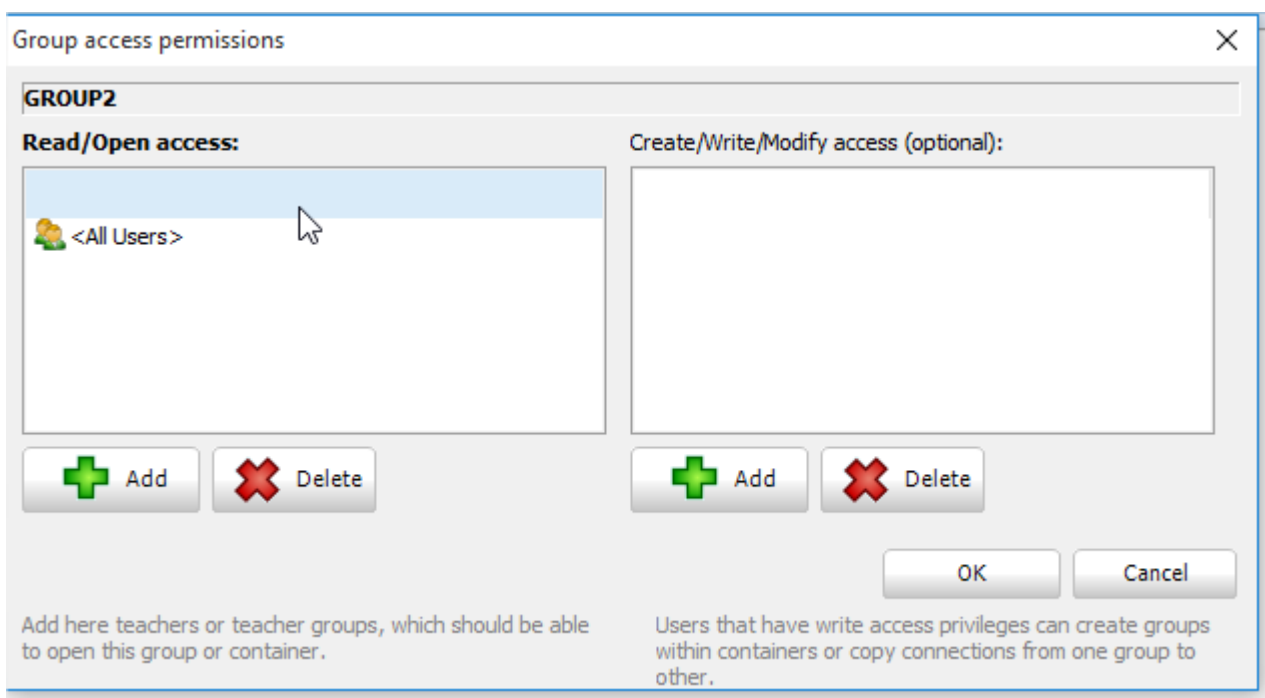 Group access permissions
GROUP2
Read/Open access:
Create/Write/Modify access (optional):
<All Users>
Add
Delete
Add
Delete
OK
Cancel
Add here teachers or teacher groups, which should be able
to open this group or container.
Users that have write access privileges can create groups
within containers or copy connections from one group to
other.